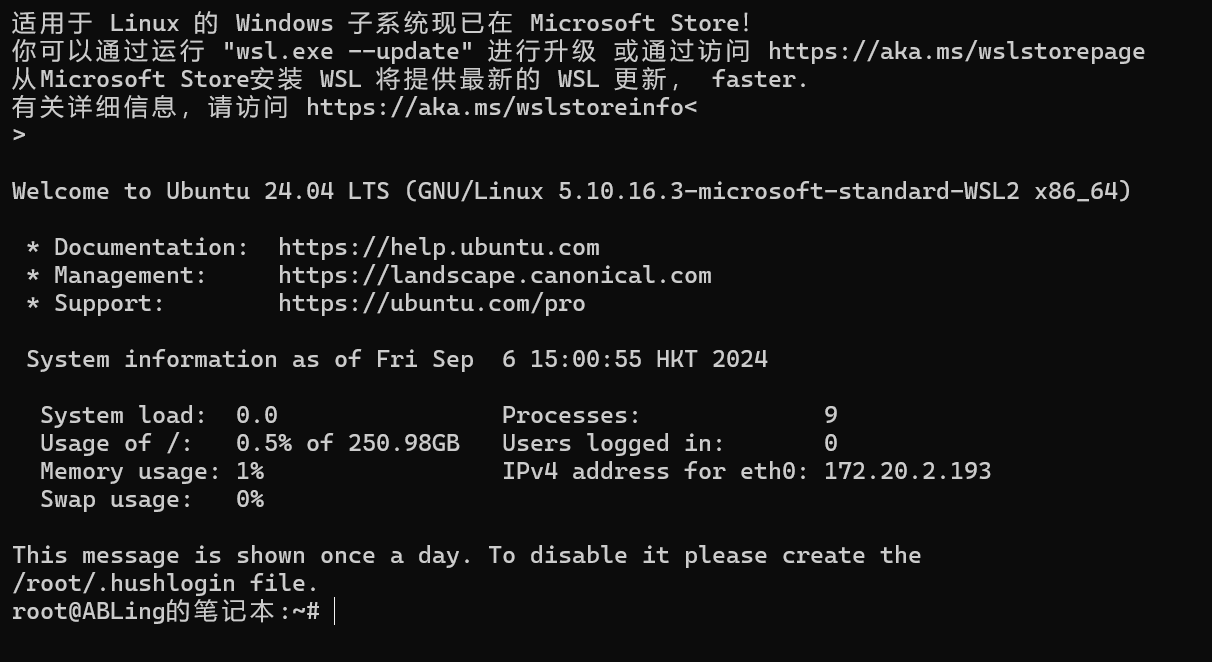 适用于 Linux 的 Windows 子系统现已在 Microsoft Store!
你可以通过运行 "wsl.exe --update" 进行升级 或通过访问 https://aka.ms/wslstorepage
从Microsoft Store安装 WSL 将提供最新的 WSL 更新， faster.
有关详细信息，请访问 https://aka.ms/wslstoreinfo<
>
Welcome to Ubuntu 24.04 LTS (GNU/Linux 5.10.16.3-microsoft-standard-WSL2 x86_64)
* Documentation:  https://help.ubuntu.com
* Management:     https://landscape.canonical.com
* Support:        https://ubuntu.com/pro
System information as of Fri Sep  6 15:00:55 HKT 2024
System load:  0.0                Processes:             9
Usage of /:   0.5% of 250.98GB   Users logged in:       0
Memory usage: 1%                 IPv4 address for eth0: 172.20.2.193
Swap usage:   0%
This message is shown once a day. To disable it please create the
/root/.hushlogin file.
root@ABLing的笔记本:~#